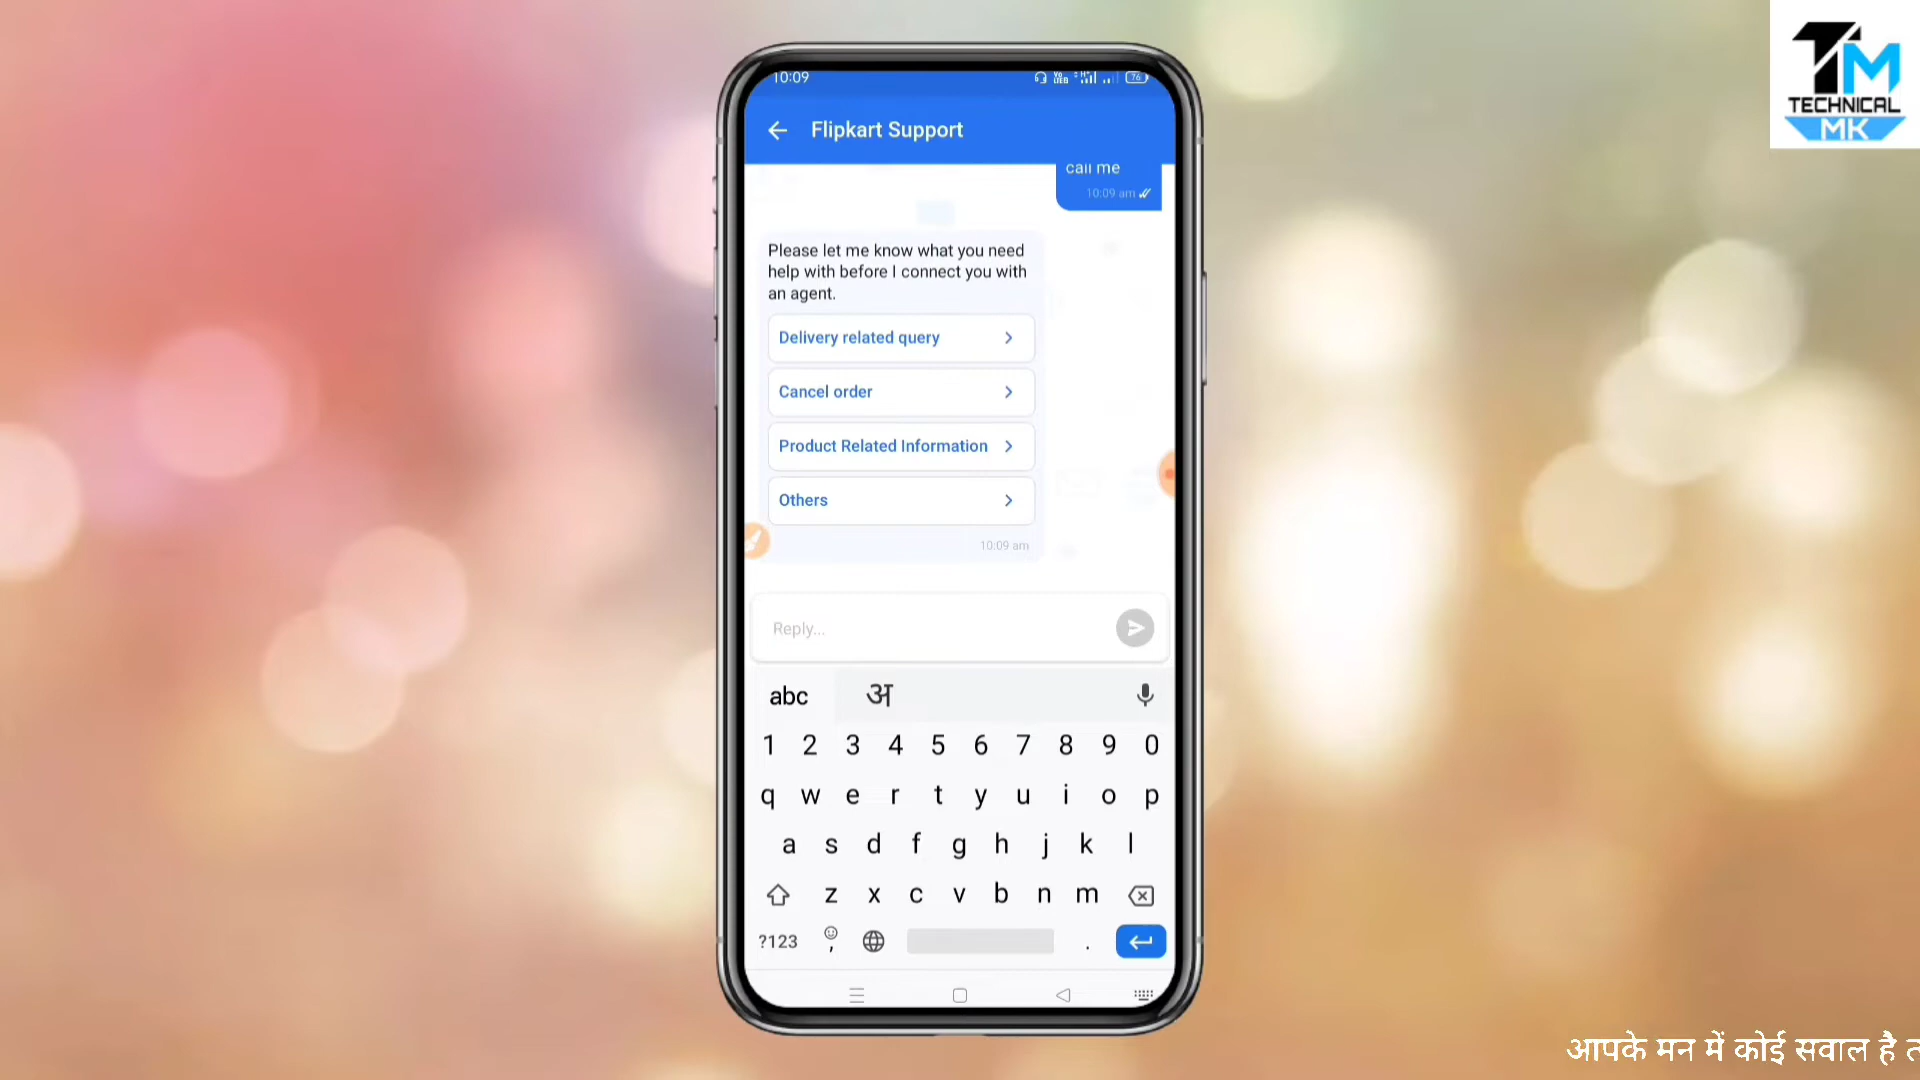 10:09
76
Flipkart Support
call me
10:09 am
Please let me know what you need
help with before I connect you with
an agent.
Delivery related query
Cancel order
Product Related Information
Others
10:09 am
Reply...
abc अ
1 2 3 4 5 6 7 8 9 0
q w e r t y u i o p
a s d f g h j k l
z x c v b n m
?123 , .
TM
TECHNICAL
MK
आपके मन में कोई सवाल है